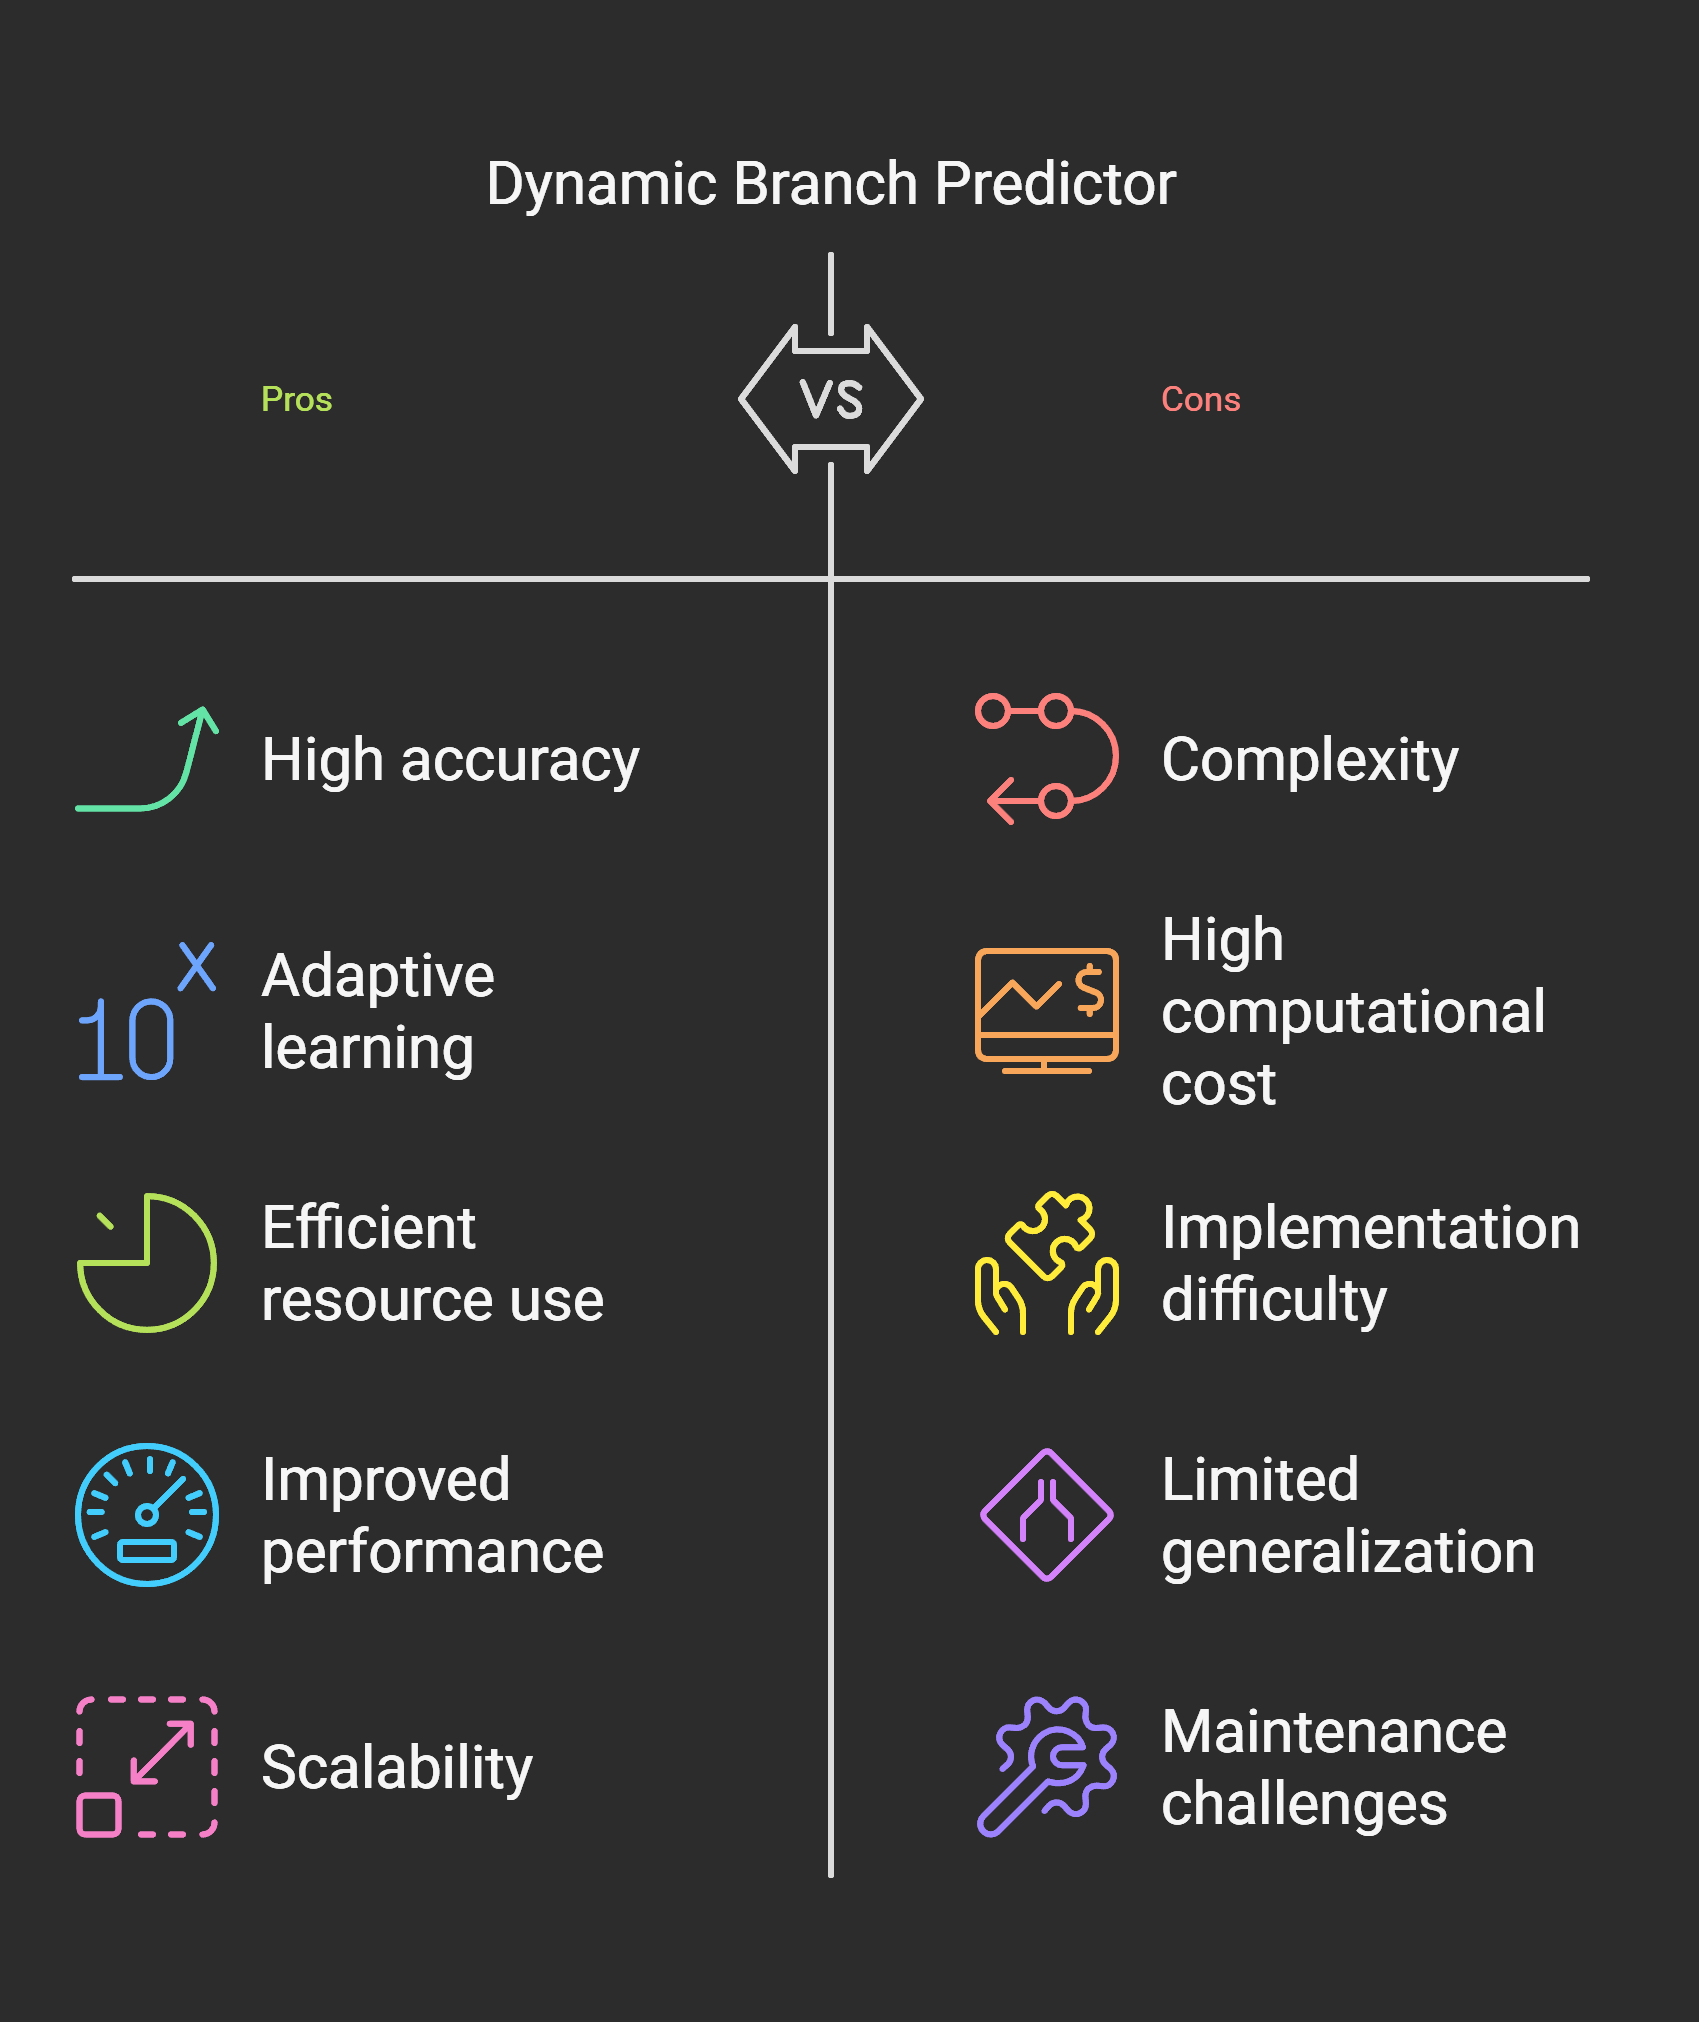 Dynamic Branch Predictor
Pros
VS
Cons
High accuracy
Complexity
10x
Adaptive
learning
High
computational
cost
$
Efficient
resource use
Implementation
difficulty
Improved
performance
Limited
generalization
Scalability
Maintenance
challenges